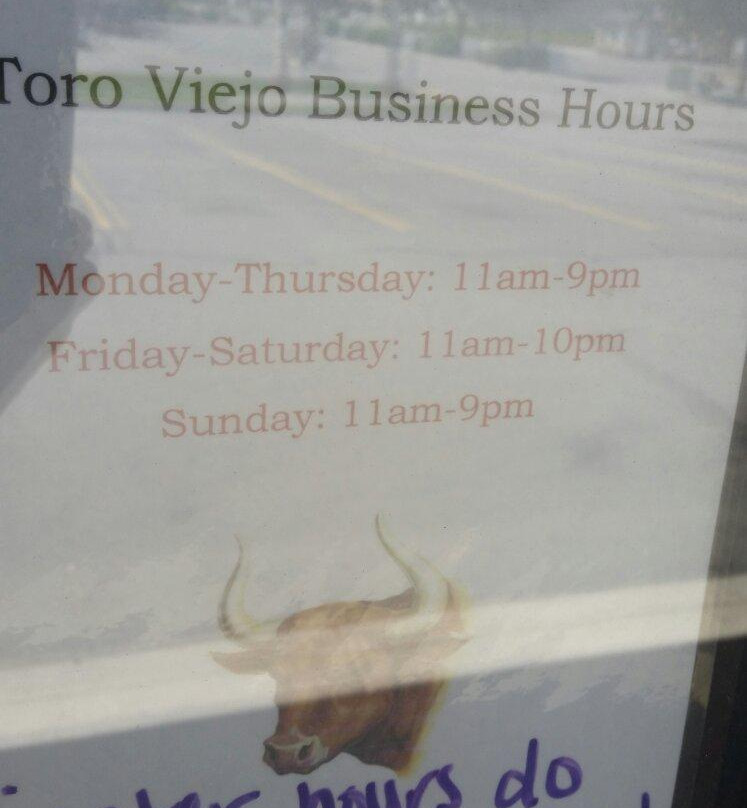 Toro Viejo Business Hours
Monday-Thursday: 11am-9pm
Friday-Saturday: 11am-10pm
Sunday: 11am-9pm
hours do